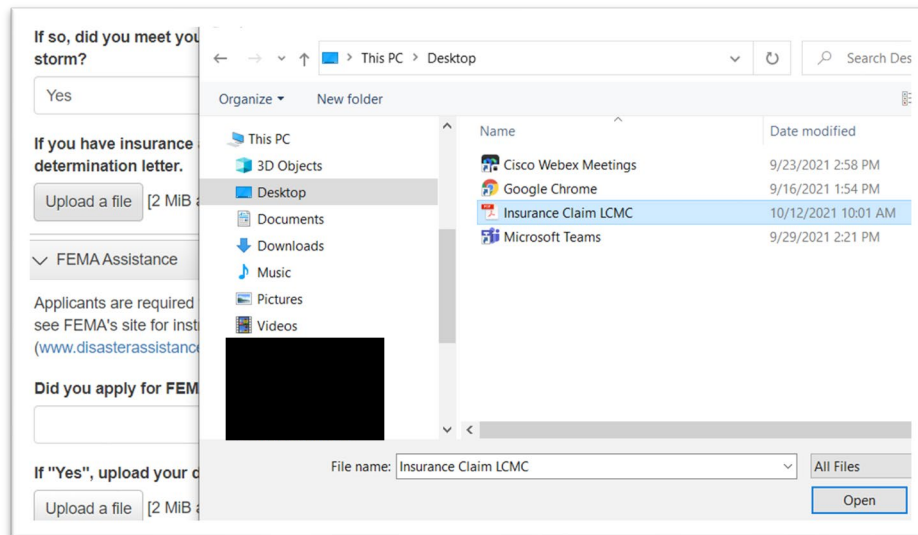 If so, did you meet you
storm?
Yes
If you have insurance
determination letter.
Upload a file [2 MiB
FEMA Assistance
Applicants are required
see FEMA's site for inst
(www.disasterassistance
Did you apply for FEM
If "Yes", upload your d
Upload a file [2 MiB
This PC > Desktop
Search Des
Organize
New folder
This PC
3D Objects
Desktop
Documents
Downloads
Music
Pictures
Videos
Name Date modified
Cisco Webex Meetings 9/23/2021 2:58 PM
Google Chrome 9/16/2021 1:54 PM
Insurance Claim LCMC 10/12/2021 10:01 AM
Microsoft Teams 9/29/2021 2:21 PM
File name: Insurance Claim LCMC
All Files
Open